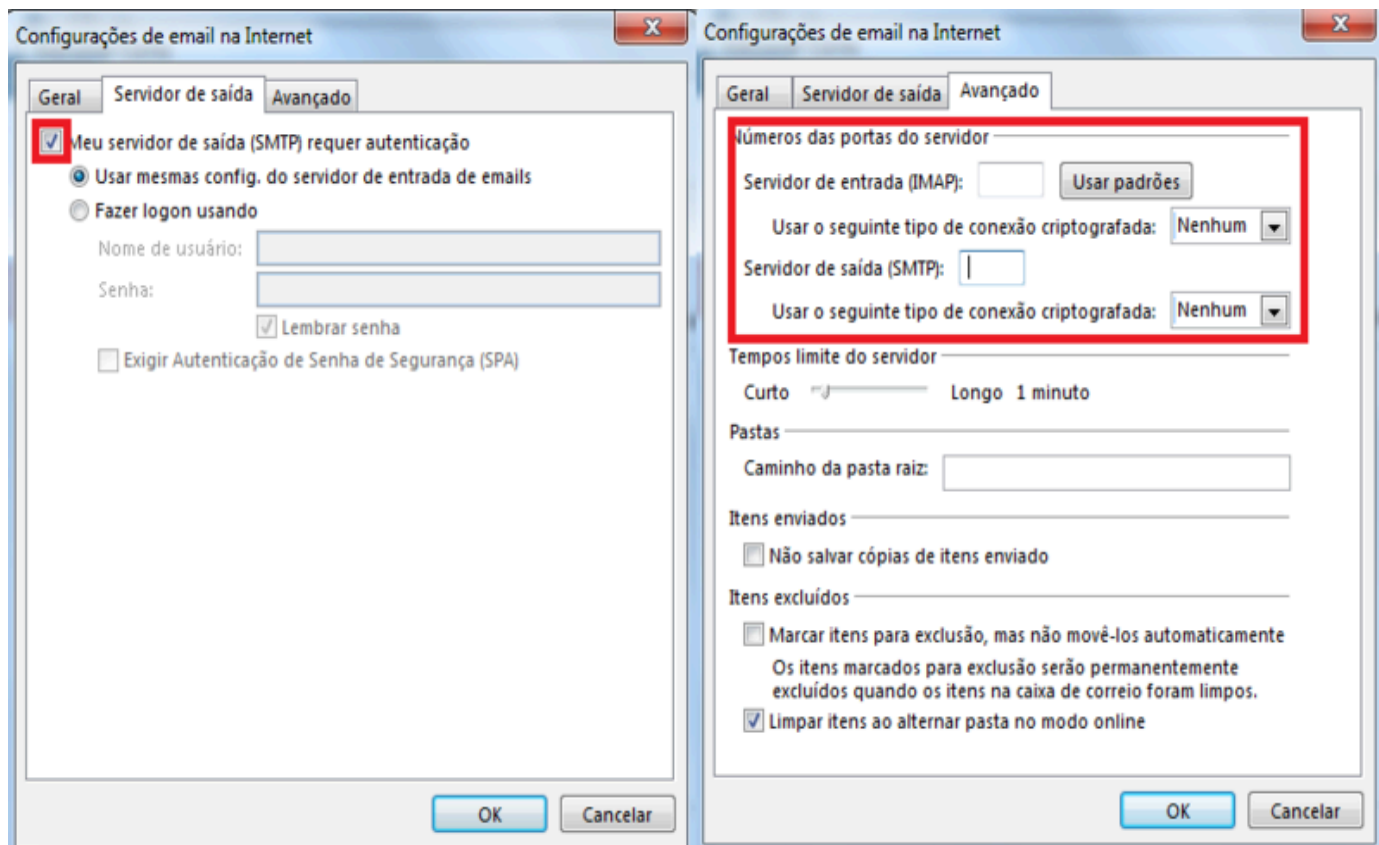 Configurações de email na Internet
X
Geral Servidor de saída Avançado
Meu servidor de saída (SMTP) requer autenticação
Usar mesmas config. do servidor de entrada de emails
Fazer logon usando
Nome de usuário:
Senha:
Lembrar senha
Exigir Autenticação de Senha de Segurança (SPA)
OK Cancelar
Configurações de email na Internet
X
Geral Servidor de saída Avançado
Números das portas do servidor
Servidor de entrada (IMAP): Usar padrões
Usar o seguinte tipo de conexão criptografada: Nenhum
Servidor de saída (SMTP):
Usar o seguinte tipo de conexão criptografada: Nenhum
Tempos limite do servidor
Curto Longo 1 minuto
Pastas
Caminho da pasta raiz:
Itens enviados
Não salvar cópias de itens enviado
Itens excluídos
Marcar itens para exclusão, mas não movê-los automaticamente
Os itens marcados para exclusão serão permanentemente
excluídos quando os itens na caixa de correio foram limpos.
Limpar itens ao alternar pasta no modo online
OK Cancelar